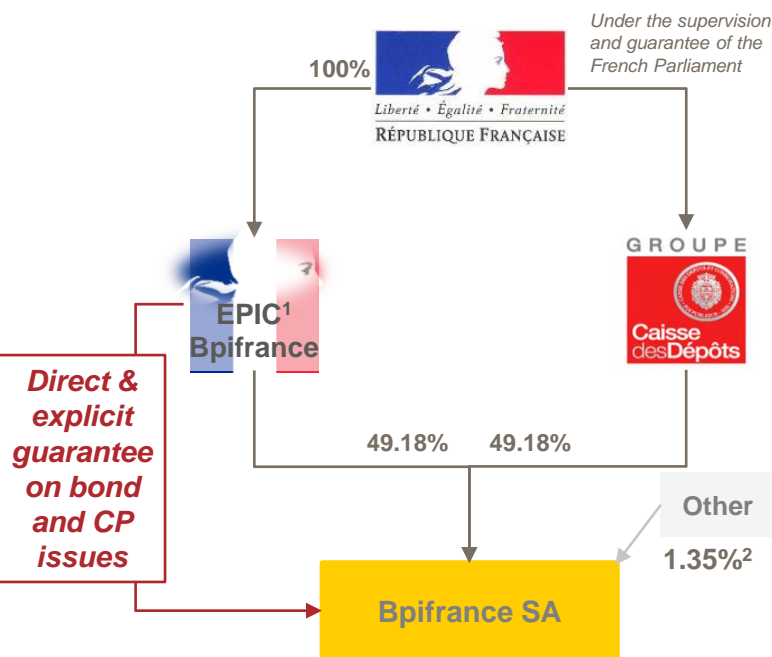 Under the supervision
and guarantee of the
French Parliament
100%
Liberté • Égalité • Fraternité
RÉPUBLIQUE FRANÇAISE
GROUPE
Caisse
desDépôts
EPIC¹
Bpifrance
Direct &
explicit
guarantee
on bond
and CP
issues
49.18% 49.18%
Other
1.35%²
Bpifrance SA